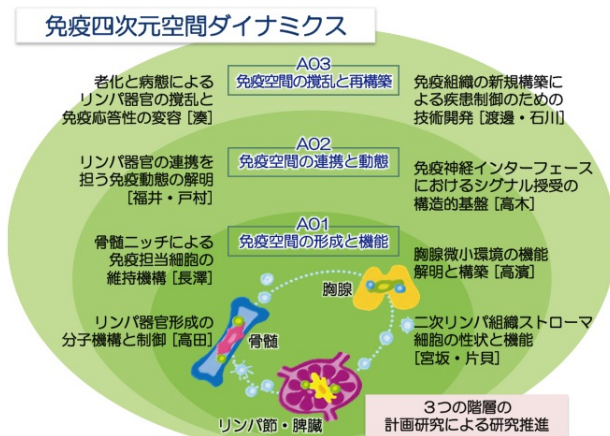 免疫四次元空間ダイナミクス
A03
免疫空間の撹乱と再構築
老化と病態による
リンパ器官の撹乱と
免疫応答性の変容［湊］
免疫組織の新規構築に
よる疾患制御のための
技術開発［渡邊・石川］
A02
免疫空間の連携と動態
リンパ器官の連携を
担う免疫動態の解明
［福井・戸村］
免疫神経インターフェース
におけるシグナル授受の
構造的基盤［高木］
A01
免疫空間の形成と機能
骨髄ニッチによる
免疫担当細胞の
維持機構［長澤］
胸腺微小環境の機能
解明と構築［高濱］
リンパ器官形成の
分子機構と制御［高田］
二次リンパ組織ストローマ
細胞の性状と機能
［宮坂・片貝］
胸腺
骨髄
リンパ節・脾臓
３つの階層の
計画研究による研究推進